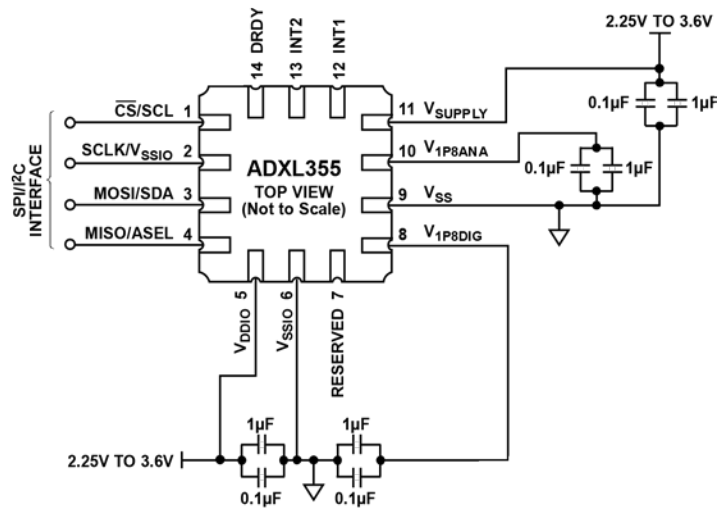 2.25V TO 3.6V
14 DRDY
13 INT2
12 INT1
SPI/I²C
INTERFACE
CS/SCL 1
SCLK/VSSIO 2
MOSI/SDA 3
MISO/ASEL 4
ADXL355
TOP VIEW
(Not to Scale)
11 VSUPPLY
10 V1P8ANA
9 VSS
8 V1P8DIG
0.1µF
1µF
0.1µF
1µF
VDDIO 5
VSSIO 6
RESERVED 7
2.25V TO 3.6V
1µF
0.1µF
1µF
0.1µF